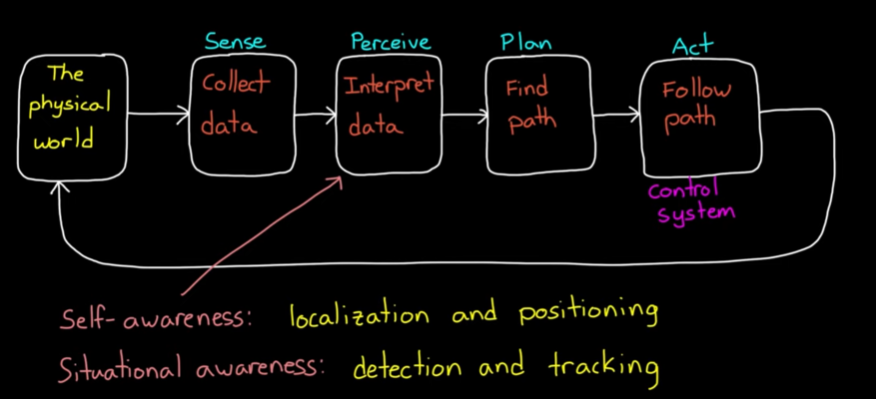 Sense
Perceive
Plan
Act
The
physical
world
Collect
data
Interpret
data
Find
path
Follow
path
Control
system
Self-awareness: localization and positioning
Situational awareness: detection and tracking